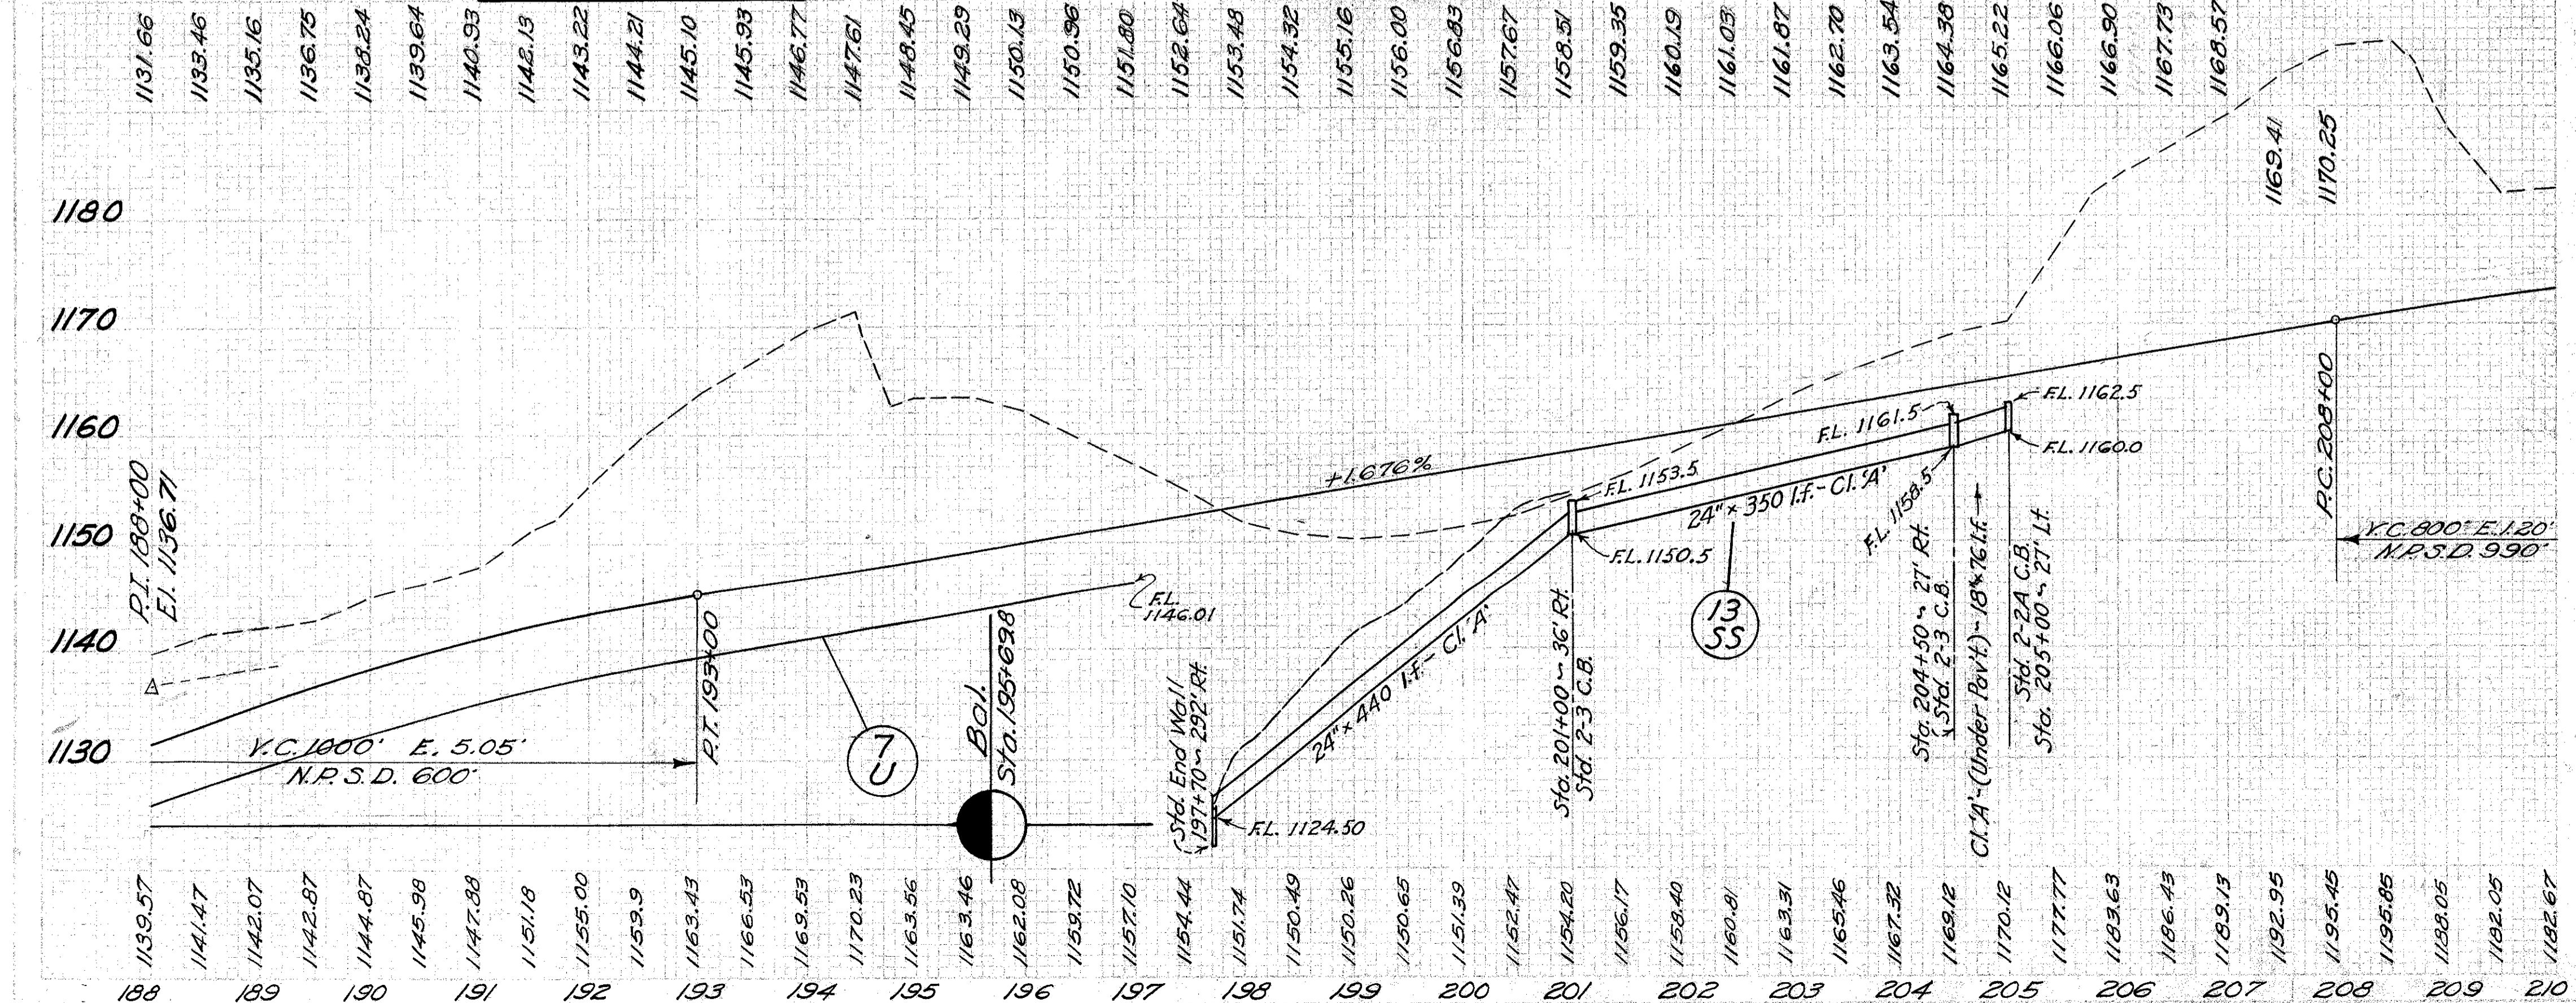 1131.66 1133.46 1135.16 1136.75 1138.24 1139.64 1140.93 1142.13 1143.22 1144.21 1145.10 1145.93 1146.77 1147.61 1148.45 1149.29 1150.13 1150.96 1151.80 1152.64 1153.48 1154.32 1155.16 1156.00 1156.83 1157.67 1158.51 1159.35 1160.19 1161.03 1161.87 1162.70 1163.54 1164.38 1165.22 1166.06 1166.90 1167.73 1168.57
1169.41 1170.25
1180
1170
1160
1150
1140
1130
P.I. 188+00
El. 1136.71
V.C. 1000' E. 5.05'
N.P.S.D. 600'
P.T. 193+00
7
U
Bal.
Sta. 195+69.8
F.L.
1146.01
+1.676%
Std. End Wall
197+70~292' Rt.
F.L. 1124.50
24"x 440 l.f.- Cl. 'A'
F.L. 1153.5
F.L. 1150.5
Sta. 201+00~36' Rt.
Std. 2-3 C.B.
24"x 350 l.f.-Cl. 'A'
13
SS
F.L. 1161.5
F.L. 1158.5
Sta. 204+50~27' Rt.
Std. 2-3 C.B.
Cl. 'A'-(Under Pav't.)-18"x76 l.f.
F.L. 1162.5
F.L. 1160.0
Std. 2-2A C.B.
Sta. 205+00~27' Lt.
P.C. 208+00
V.C. 800' E. 1.20'
N.P.S.D. 990'
1139.57 1141.47 1142.07 1142.87 1144.87 1145.98 1147.88 1151.18 1155.00 1159.9 1163.43 1166.53 1169.53 1170.23 1163.56 1163.46 1162.08 1159.72 1157.10 1154.44 1151.74 1150.49 1150.26 1150.65 1151.39 1152.47 1154.20 1156.17 1158.40 1160.81 1163.31 1165.46 1167.32 1169.12 1170.12 1177.77 1183.63 1186.43 1189.13 1192.95 1195.45 1195.85 1188.05 1182.05 1182.67
188 189 190 191 192 193 194 195 196 197 198 199 200 201 202 203 204 205 206 207 208 209 210